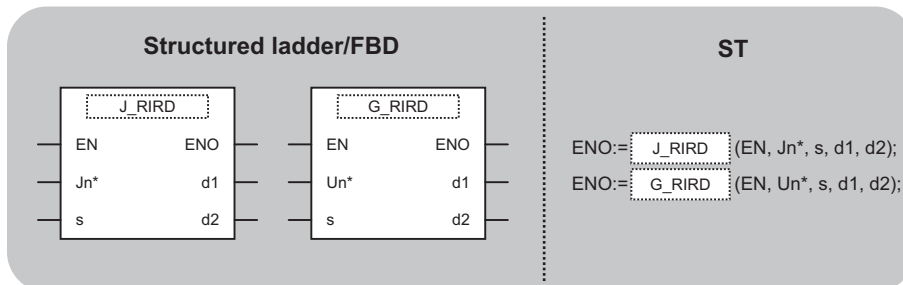 Structured ladder/FBD
J_RIRD
EN ENO
Jn* d1
s d2
G_RIRD
EN ENO
Un* d1
s d2
ST
ENO:= J_RIRD (EN, Jn*, s, d1, d2);
ENO:= G_RIRD (EN, Un*, s, d1, d2);